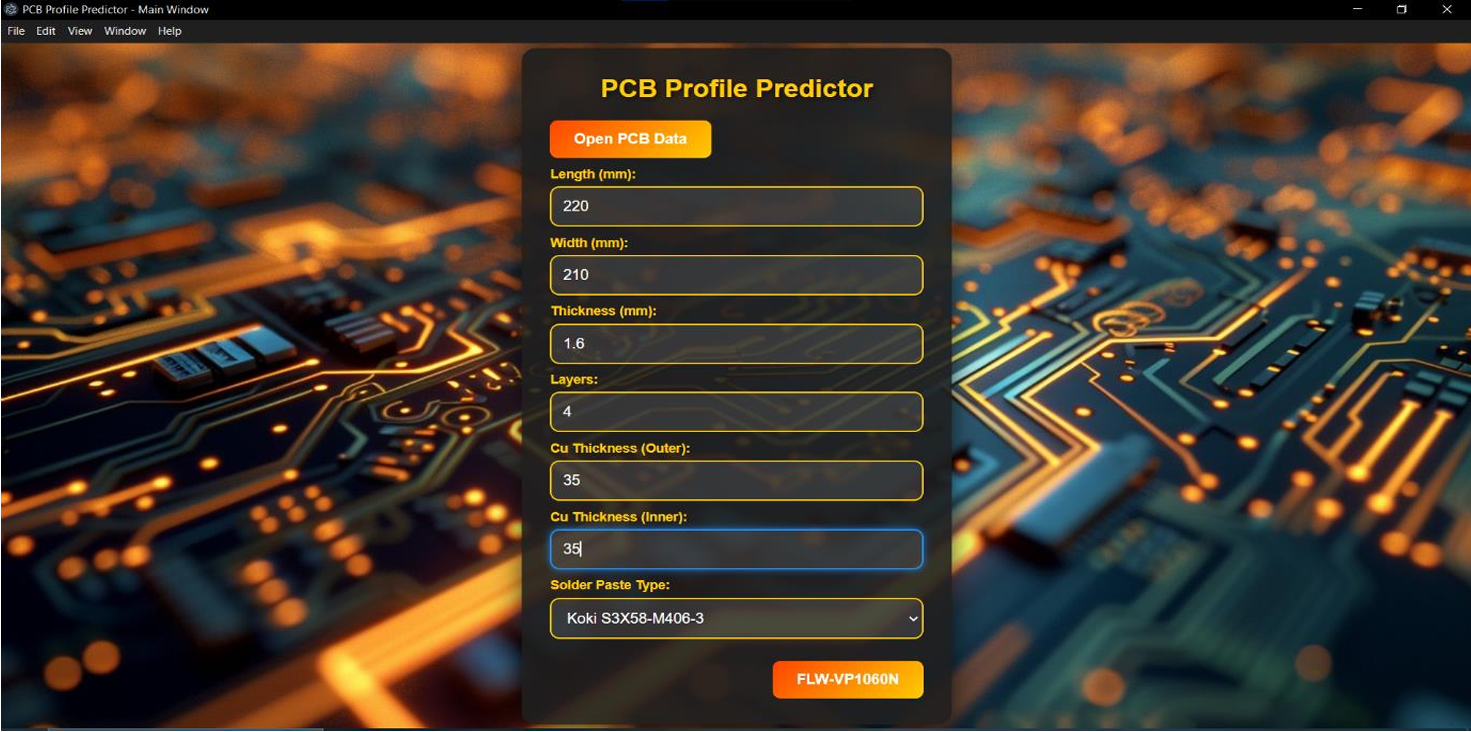 PCB Profile Predictor - Main Window
File Edit View Window Help
PCB Profile Predictor
Open PCB Data
Length (mm):
220
Width (mm):
210
Thickness (mm):
1.6
Layers:
4
Cu Thickness (Outer):
35
Cu Thickness (Inner):
35
Solder Paste Type:
Koki S3X58-M406-3
FLW-VP1060N